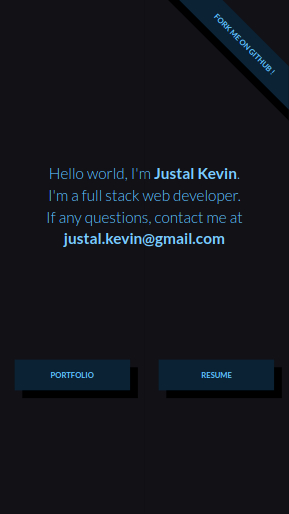 FORK ME ON GITHUB !
Hello world, I'm Justal Kevin.
I'm a full stack web developer.
If any questions, contact me at
justal.kevin@gmail.com
PORTFOLIO
RESUME